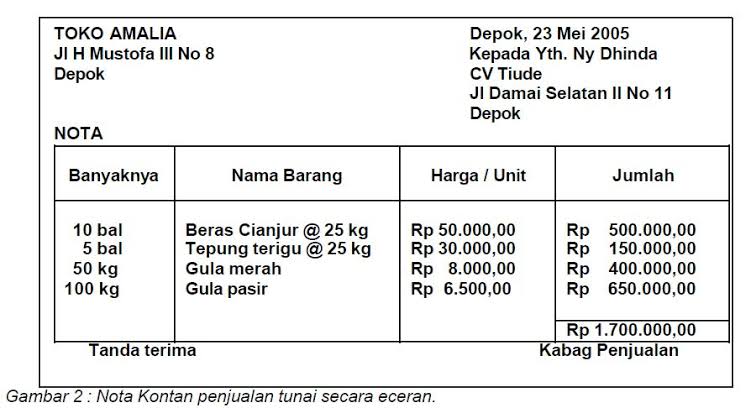 TOKO AMALIA Depok, 23 Mei 2005
Jl H Mustofa III No 8 Kepada Yth. Ny Dhinda
Depok CV Tiude
Jl Damai Selatan II No 11
Depok
NOTA
Banyaknya Nama Barang Harga / Unit Jumlah
10 bal Beras Cianjur @ 25 kg Rp 50.000,00 Rp 500.000,00
5 bal Tepung terigu @ 25 kg Rp 30.000,00 Rp 150.000,00
50 kg Gula merah Rp 8.000,00 Rp 400.000,00
100 kg Gula pasir Rp 6.500,00 Rp 650.000,00
Rp 1.700.000,00
Tanda terima Kabag Penjualan
Gambar 2 : Nota Kontan penjualan tunai secara eceran.